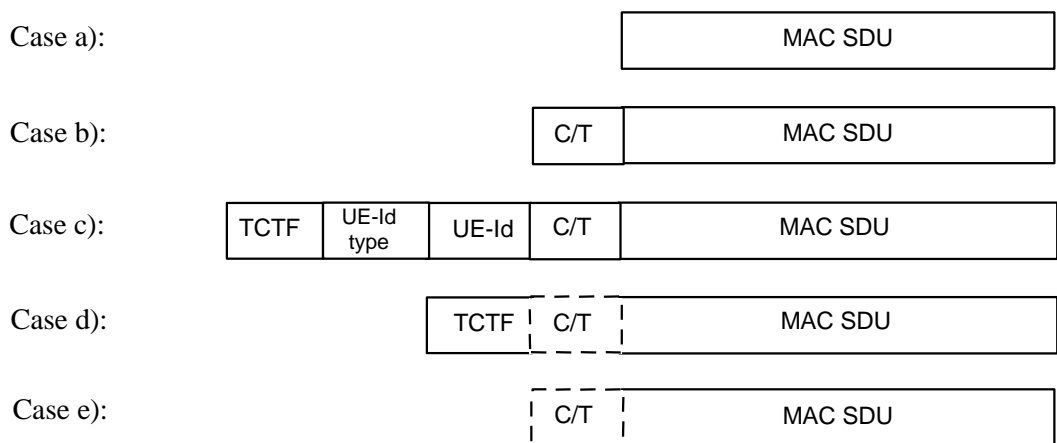 Case a): MAC SDU
Case b): C/T MAC SDU
Case c): TCTF UE-Id type UE-Id C/T MAC SDU
Case d): TCTF C/T MAC SDU
Case e): C/T MAC SDU